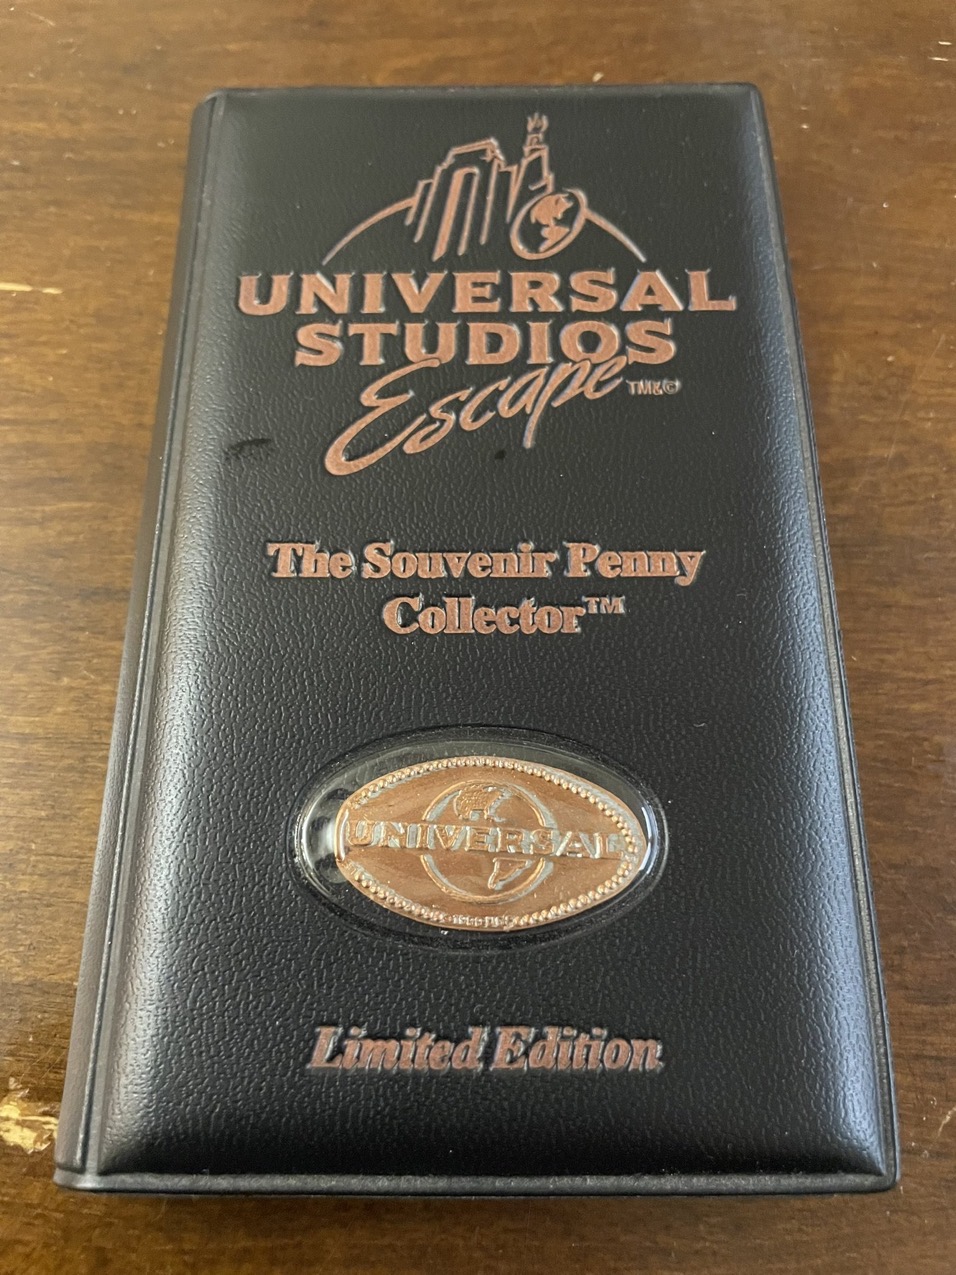 UNIVERSAL
STUDIOS
Escape TM&©
The Souvenir Penny
Collector™
UNIVERSAL
Limited Edition